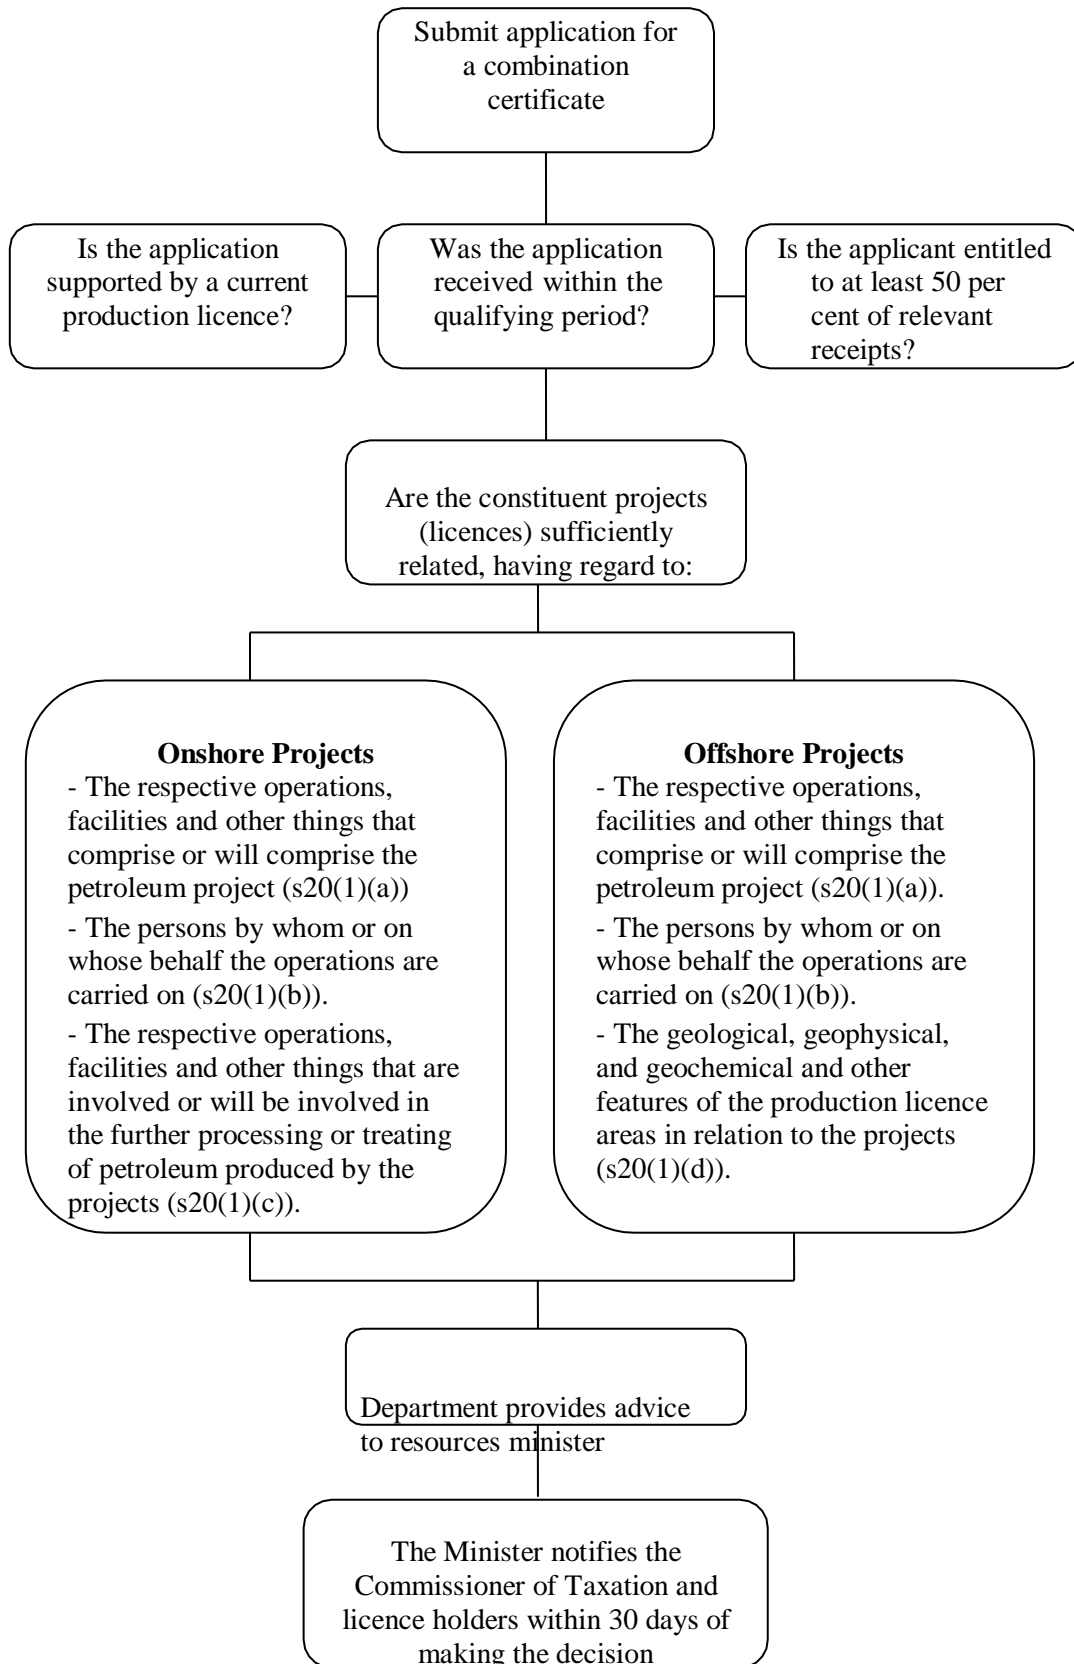 Submit application for
a combination
certificate
Is the application
supported by a current
production licence?
Was the application
received within the
qualifying period?
Is the applicant entitled
to at least 50 per
cent of relevant
receipts?
Are the constituent projects
(licences) sufficiently
related, having regard to:
Onshore Projects
- The respective operations,
facilities and other things that
comprise or will comprise the
petroleum project (s20(1)(a))
- The persons by whom or on
whose behalf the operations are
carried on (s20(1)(b)).
- The respective operations,
facilities and other things that are
involved or will be involved in
the further processing or treating
of petroleum produced by the
projects (s20(1)(c)).
Offshore Projects
- The respective operations,
facilities and other things that
comprise or will comprise the
petroleum project (s20(1)(a)).
- The persons by whom or on
whose behalf the operations are
carried on (s20(1)(b)).
- The geological, geophysical,
and geochemical and other
features of the production licence
areas in relation to the projects
(s20(1)(d)).
Department provides advice
to resources minister
The Minister notifies the
Commissioner of Taxation and
licence holders within 30 days of
making the decision